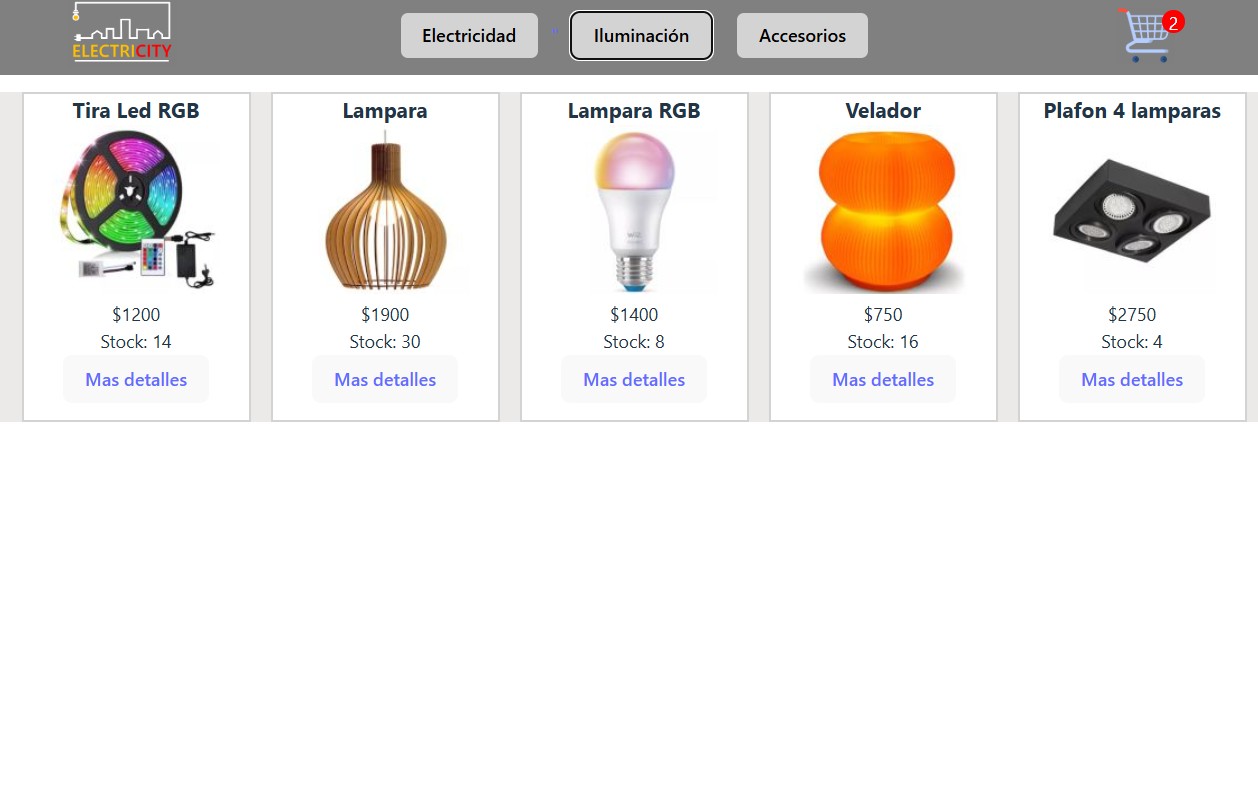 ELECTRICITY
Electricidad
Iluminación
Accesorios
2
Tira Led RGB
$1200
Stock: 14
Mas detalles
Lampara
$1900
Stock: 30
Mas detalles
Lampara RGB
$1400
Stock: 8
Mas detalles
Velador
$750
Stock: 16
Mas detalles
Plafon 4 lamparas
$2750
Stock: 4
Mas detalles